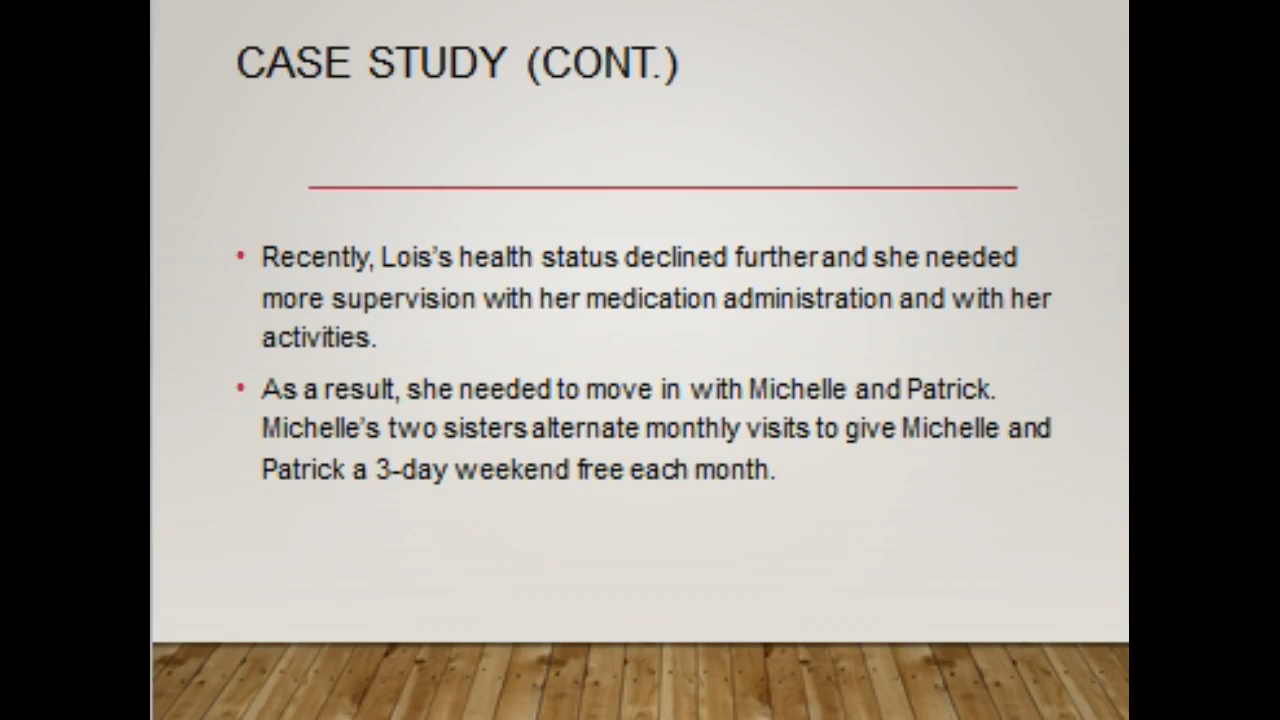 CASE STUDY (CONT.)
• Recently, Lois's health status declined further and she needed
more supervision with her medication administration and with her
activities.
• As a result, she needed to move in with Michelle and Patrick.
Michelle's two sisters alternate monthly visits to give Michelle and
Patrick a 3-day weekend free each month.